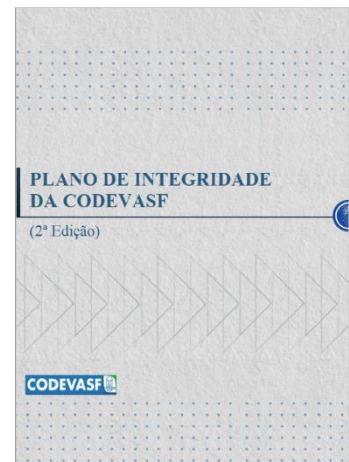 PLANO DE INTEGRIDADE
DA CODEVASF
(2ª Edição)
CODEVASF